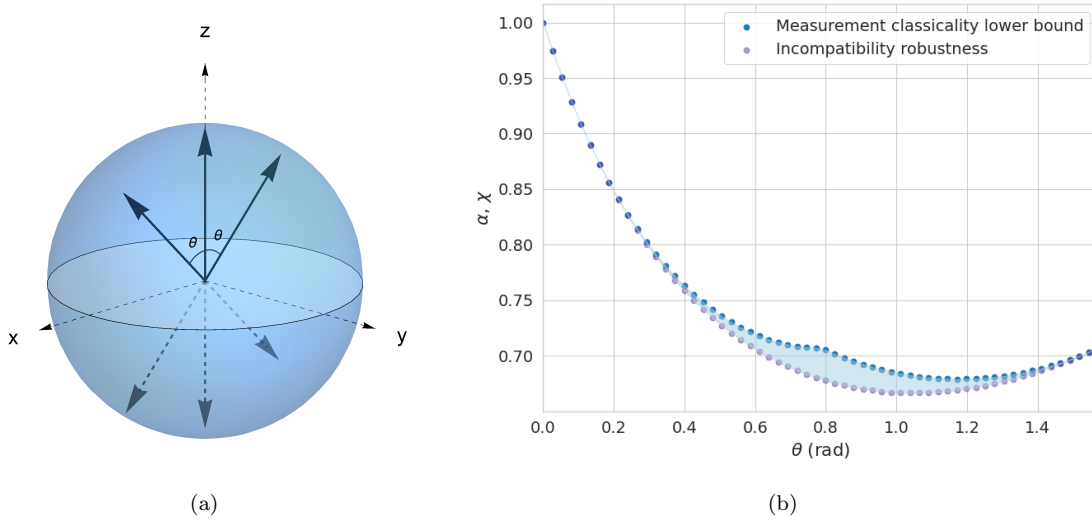 z
θ
θ
x
y
(a)
1.00
0.95
0.90
0.85
0.80
0.75
0.70
α, χ
Measurement classicality lower bound
Incompatibility robustness
0.0 0.2 0.4 0.6 0.8 1.0 1.2 1.4
θ (rad)
(b)